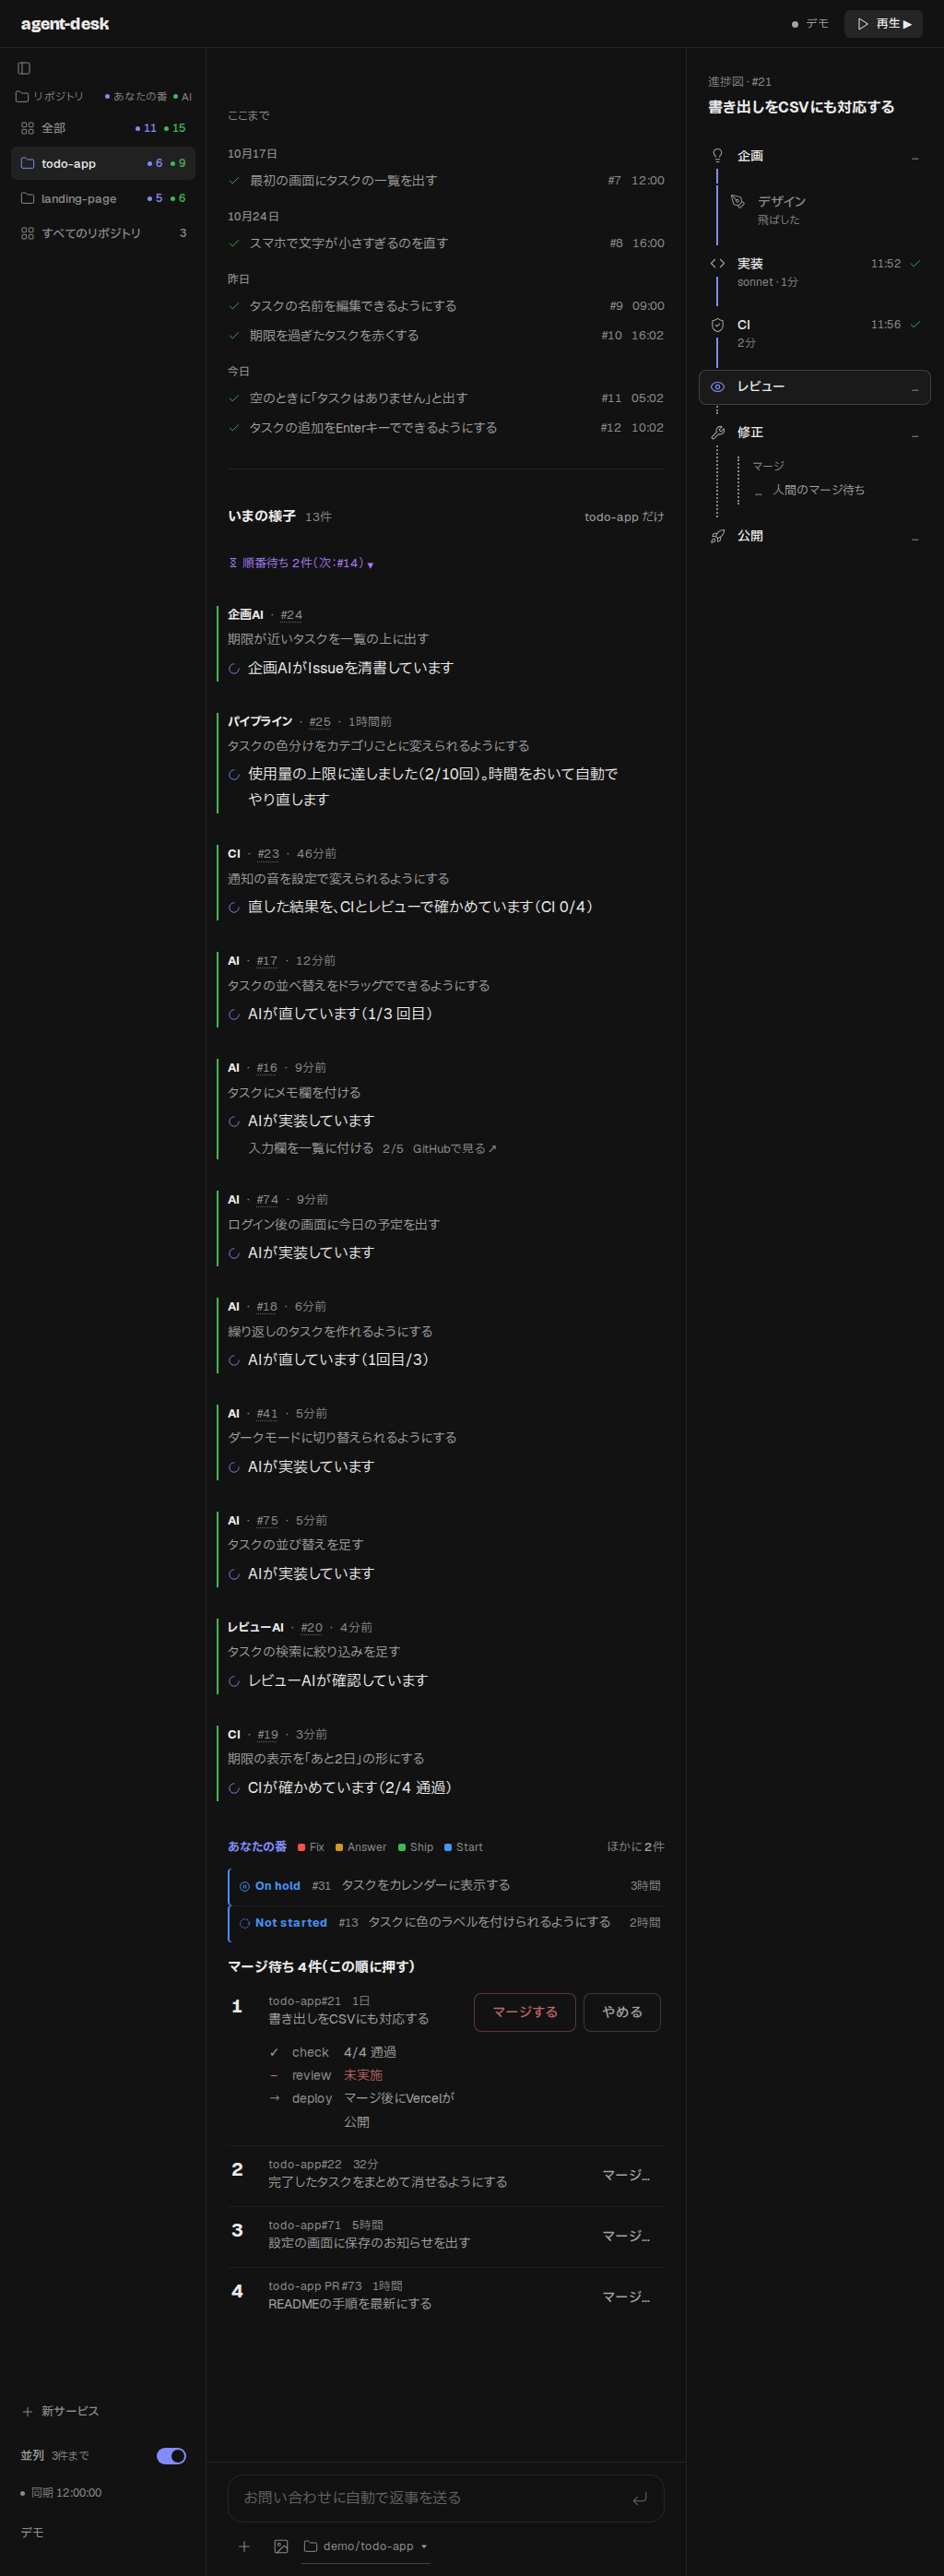 agent-desk
デモ
再生 ▶
リポジトリ
あなたの番
AI
全部
11
15
todo-app
6
9
landing-page
5
6
すべてのリポジトリ
3
ここまで
10月17日
最初の画面にタスクの一覧を出す #7 12:00
10月24日
スマホで文字が小さすぎるのを直す #8 16:00
昨日
タスクの名前を編集できるようにする #9 09:00
期限を過ぎたタスクを赤くする #10 16:02
今日
空のときに「タスクはありません」と出す #11 05:02
タスクの追加をEnterキーでできるようにする #12 10:02
いまの様子 13件 todo-app だけ
順番待ち 2件（次：#14）▾
企画AI · #24
期限が近いタスクを一覧の上に出す
企画AIがIssueを清書しています
パイプライン · #25 · 1時間前
タスクの色分けをカテゴリごとに変えられるようにする
使用量の上限に達しました（2/10回）。時間をおいて自動で
やり直します
CI · #23 · 46分前
通知の音を設定で変えられるようにする
直した結果を、CIとレビューで確かめています（CI 0/4）
AI · #17 · 12分前
タスクの並べ替えをドラッグでできるようにする
AIが直しています（1/3 回目）
AI · #16 · 9分前
タスクにメモ欄を付ける
AIが実装しています
入力欄を一覧に付ける 2/5 GitHubで見る ↗
AI · #74 · 9分前
ログイン後の画面に今日の予定を出す
AIが実装しています
AI · #18 · 6分前
繰り返しのタスクを作れるようにする
AIが直しています（1回目/3）
AI · #41 · 5分前
ダークモードに切り替えられるようにする
AIが実装しています
AI · #75 · 5分前
タスクの並び替えを足す
AIが実装しています
レビューAI · #20 · 4分前
タスクの検索に絞り込みを足す
レビューAIが確認しています
CI · #19 · 3分前
期限の表示を「あと2日」の形にする
CIが確かめています（2/4 通過）
あなたの番 Fix Answer Ship Start ほかに 2 件
On hold #31 タスクをカレンダーに表示する 3時間
Not started #13 タスクに色のラベルを付けられるようにする 2時間
マージ待ち 4件（この順に押す）
1 todo-app#21 1日
書き出しをCSVにも対応する
マージする
やめる
✓ check 4/4 通過
– review 未実施
→ deploy マージ後にVercelが
公開
2 todo-app#22 32分
完了したタスクをまとめて消せるようにする
マージ…
3 todo-app#71 5時間
設定の画面に保存のお知らせを出す
マージ…
4 todo-app PR #73 1時間
READMEの手順を最新にする
マージ…
お問い合わせに自動で返事を送る
demo/todo-app
進捗図 · #21
書き出しをCSVにも対応する
企画 …
デザイン
飛ばした
実装 11:52
sonnet · 1分
CI 11:56
2分
レビュー …
修正 …
マージ
… 人間のマージ待ち
公開 …
新サービス
並列 3件まで
同期 12:00:00
デモ